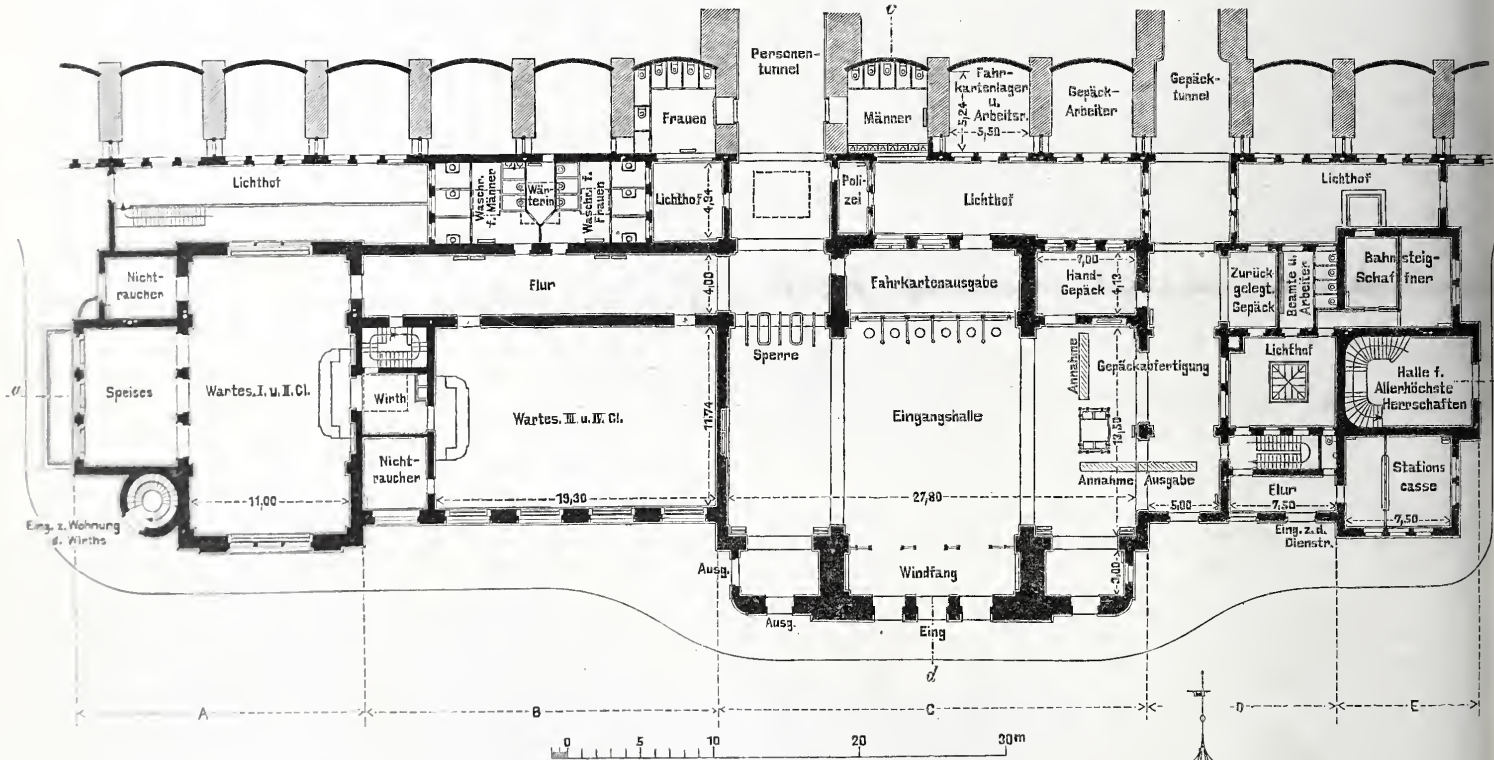 c
Personen-
tunnel
Fahr-
kartenlager
u.
Arbeitsr.
5,24
5,50
Gepäck-
Arbeiter
Gepäck-
tunnel
Frauen
Männer
Lichthof
Waschr.
f. Männer
Wär-
terin
Waschr. f.
Frauen
Lichthof
4,94
Poli-
zei
Lichthof
Lichthof
Nicht-
raucher
Flur
4,00
Fahrkartenausgabe
7,00
Hand-
Gepäck
4,13
Zurück
gelegt.
Gepäck
Beamte u.
Arbeiter
Bahnsteig-
Schaffner
Sperre
a
Speises
Wartes. I. u. II. Cl.
Wirth
Wartes. III. u. IV. Cl.
11,74
Eingangshalle
Annahme
Gepäckabfertigung
13,50
Lichthof
Halle f.
Allerhöchste
Herrschaften
Nicht-
raucher
11,00
19,30
27,80
Annahme
Ausgabe
5,00
Flur
7,50
Stations
casse
7,50
Eing. z. Wohnung
d. Wirths
Eing. z. d.
Dienstr.
Ausg.
Windfang
3,00
Ausg.
Eing
d
A
B
C
D
E
0
5
10
20
30m